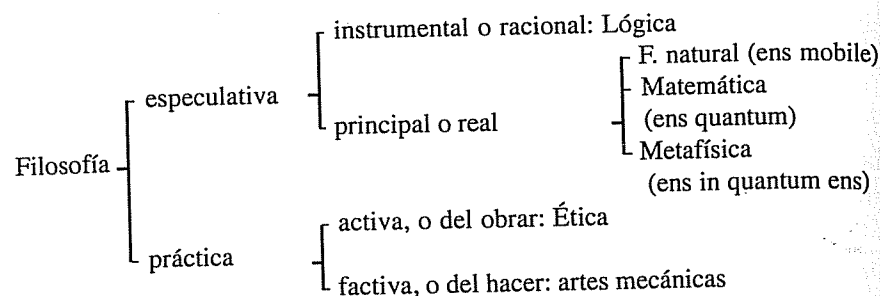 instrumental o racional: Lógica
F. natural (ens mobile)
especulativa
Matemática
principal o real
(ens quantum)
Filosofía
Metafísica
(ens in quantum ens)
activa, o del obrar: Ética
práctica
factiva, o del hacer: artes mecánicas